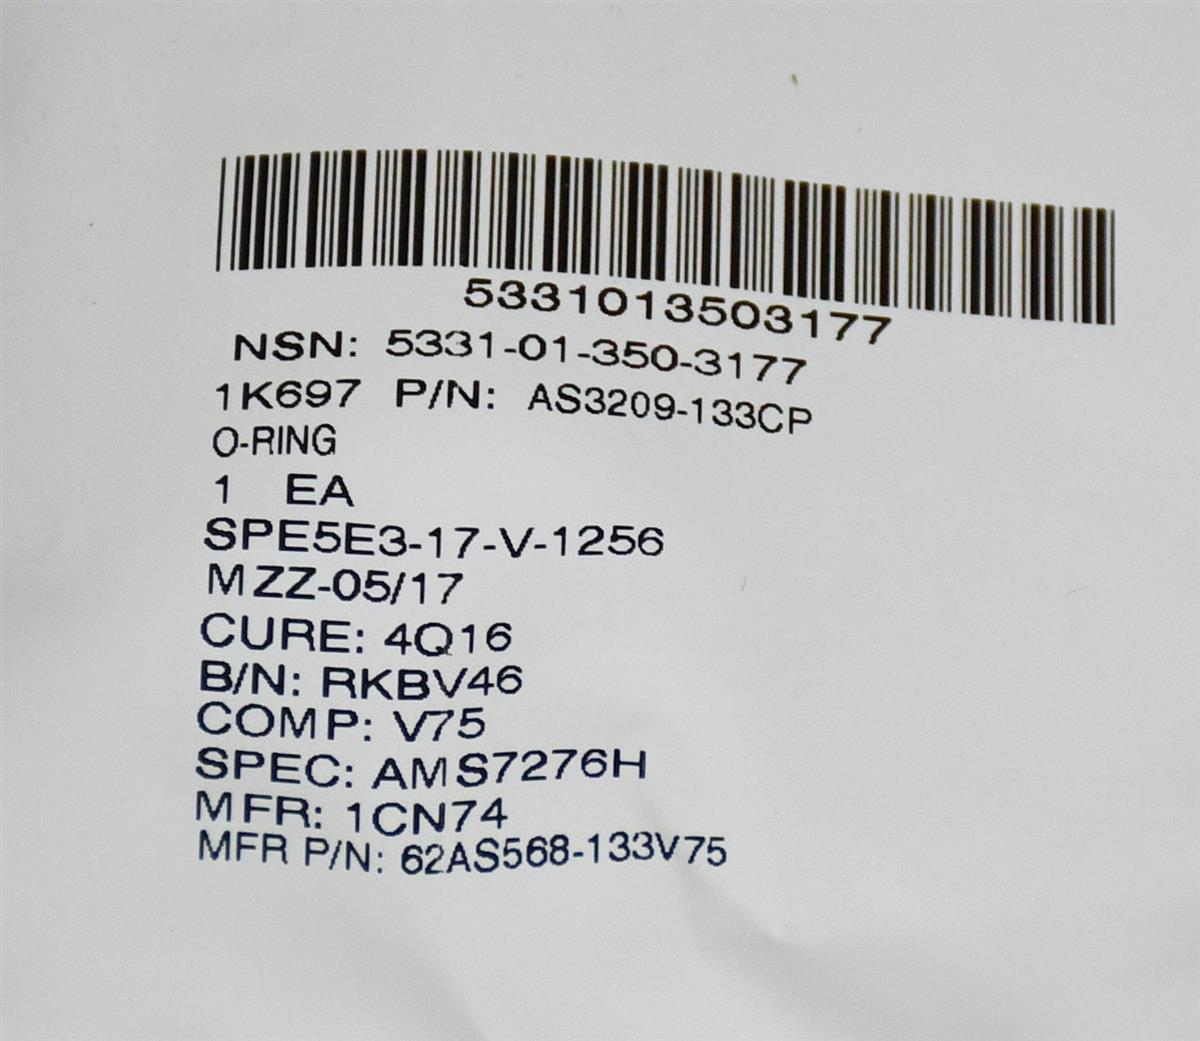 5331013503177
NSN: 5331-01-350-3177
1K697 P/N: AS3209-133CP
O-RING
1 EA
SPE5E3-17-V-1256
MZZ-05/17
CURE: 4Q16
B/N: RKBV46
COMP: V75
SPEC: AMS7276H
MFR: 1CN74
MFR P/N: 62AS568-133V75